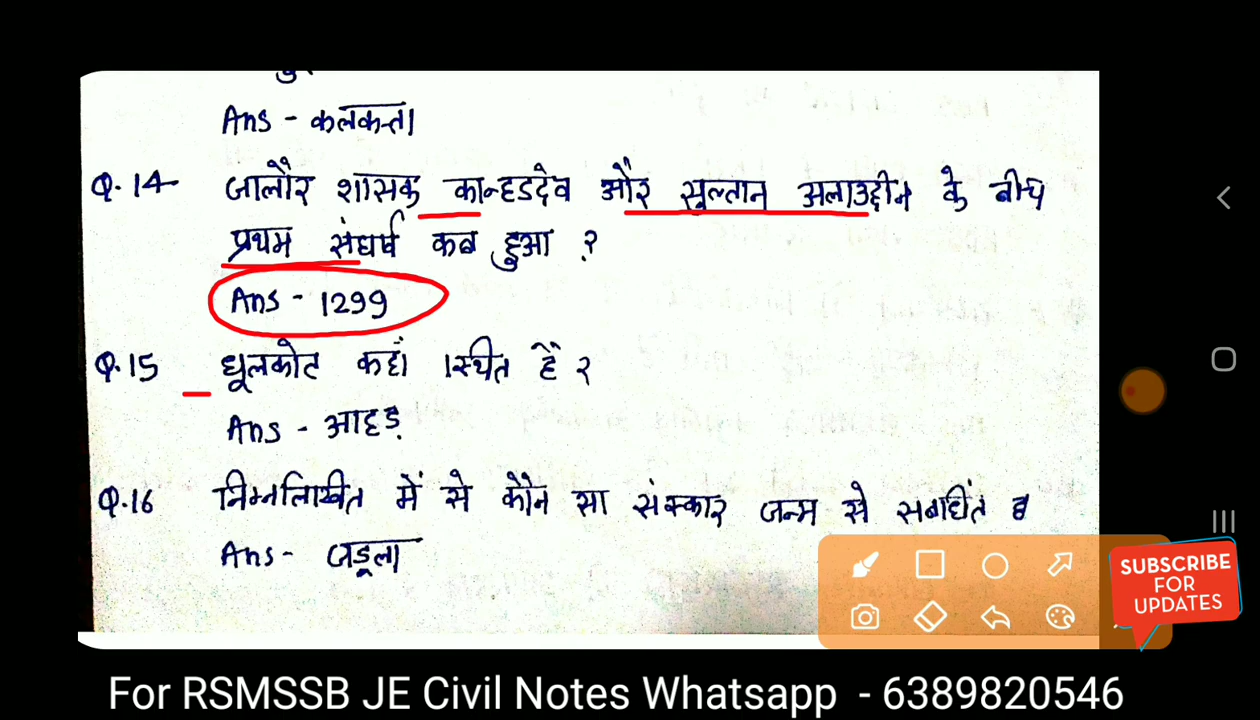 Ans - कलकत्ता
Q.14 जालौर शासक कान्हडदेव और सुल्तान अलाउद्दीन के बीच
प्रथम संघर्ष कब हुआ ?
Ans - 1299
Q.15 धूलकोट कहाँ स्थित है ?
Ans - आहड़
Q.16 निम्नलिखित में से कौन सा संस्कार जन्म से सबधिंत
Ans - जडूला
SUBSCRIBE
FOR
UPDATES
For RSMSSB JE Civil Notes Whatsapp - 6389820546